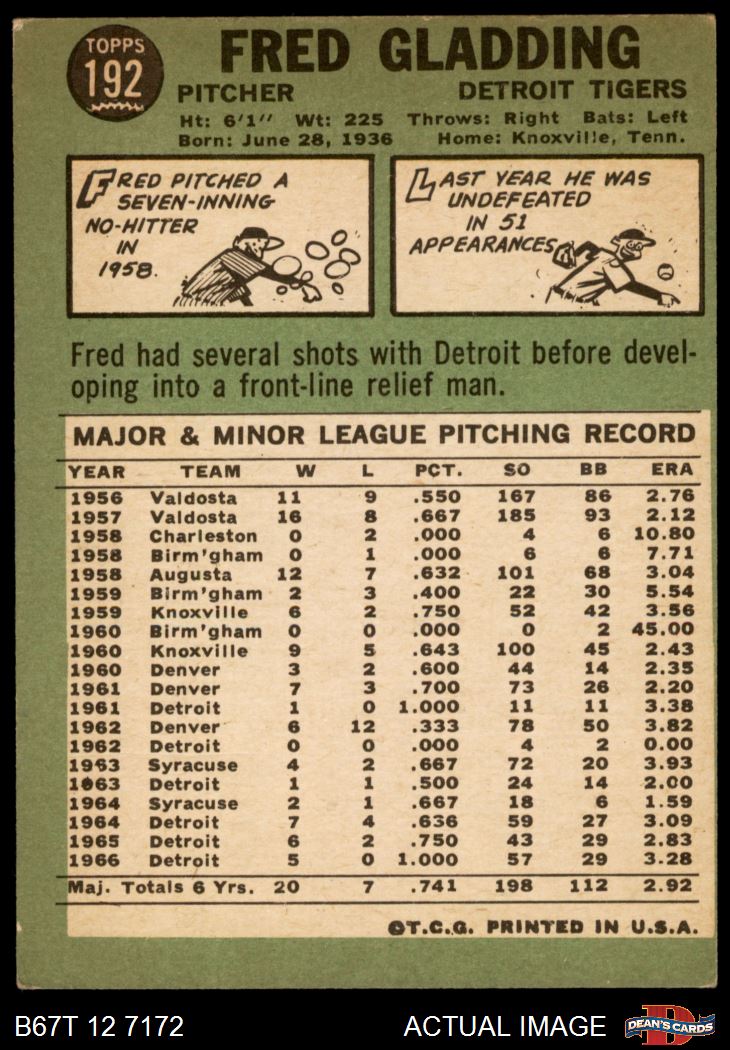 TOPPS
192
FRED GLADDING
PITCHER DETROIT TIGERS
Ht: 6'1" Wt: 225 Throws: Right Bats: Left
Born: June 28, 1936 Home: Knoxville, Tenn.
FRED PITCHED A
SEVEN-INNING
NO-HITTER
IN
1958.
LAST YEAR HE WAS
UNDEFEATED
IN 51
APPEARANCES
Fred had several shots with Detroit before devel-
oping into a front-line relief man.
MAJOR & MINOR LEAGUE PITCHING RECORD
YEAR TEAM W L PCT. SO BB ERA
1956 Valdosta 11 9 .550 167 86 2.76
1957 Valdosta 16 8 .667 185 93 2.12
1958 Charleston 0 2 .000 4 6 10.80
1958 Birm'gham 0 1 .000 6 6 7.71
1958 Augusta 12 7 .632 101 68 3.04
1959 Birm'gham 2 3 .400 22 30 5.54
1959 Knoxville 6 2 .750 52 42 3.56
1960 Birm'gham 0 0 .000 0 2 45.00
1960 Knoxville 9 5 .643 100 45 2.43
1960 Denver 3 2 .600 44 14 2.35
1961 Denver 7 3 .700 73 26 2.20
1961 Detroit 1 0 1.000 11 11 3.38
1962 Denver 6 12 .333 78 50 3.82
1962 Detroit 0 0 .000 4 2 0.00
1963 Syracuse 4 2 .667 72 20 3.93
1963 Detroit 1 1 .500 24 14 2.00
1964 Syracuse 2 1 .667 18 6 1.59
1964 Detroit 7 4 .636 59 27 3.09
1965 Detroit 6 2 .750 43 29 2.83
1966 Detroit 5 0 1.000 57 29 3.28
Maj. Totals 6 Yrs. 20 7 .741 198 112 2.92
©T.C.G. PRINTED IN U.S.A.
B67T 12 7172 ACTUAL IMAGE
D
DEAN'S CARDS